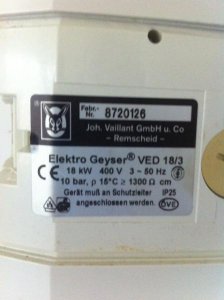 Fabr.-
Nr. 8720126
Joh. Vaillant GmbH u. Co
– Remscheid –
Elektro Geyser® VED 18/3
CE 18 kW 400 V 3 ~ 50 Hz
10 bar, ρ 15°C ≥ 1300 Ω cm
Gerät muß an Schutzleiter IP25
angeschlossen werden. ÖVE